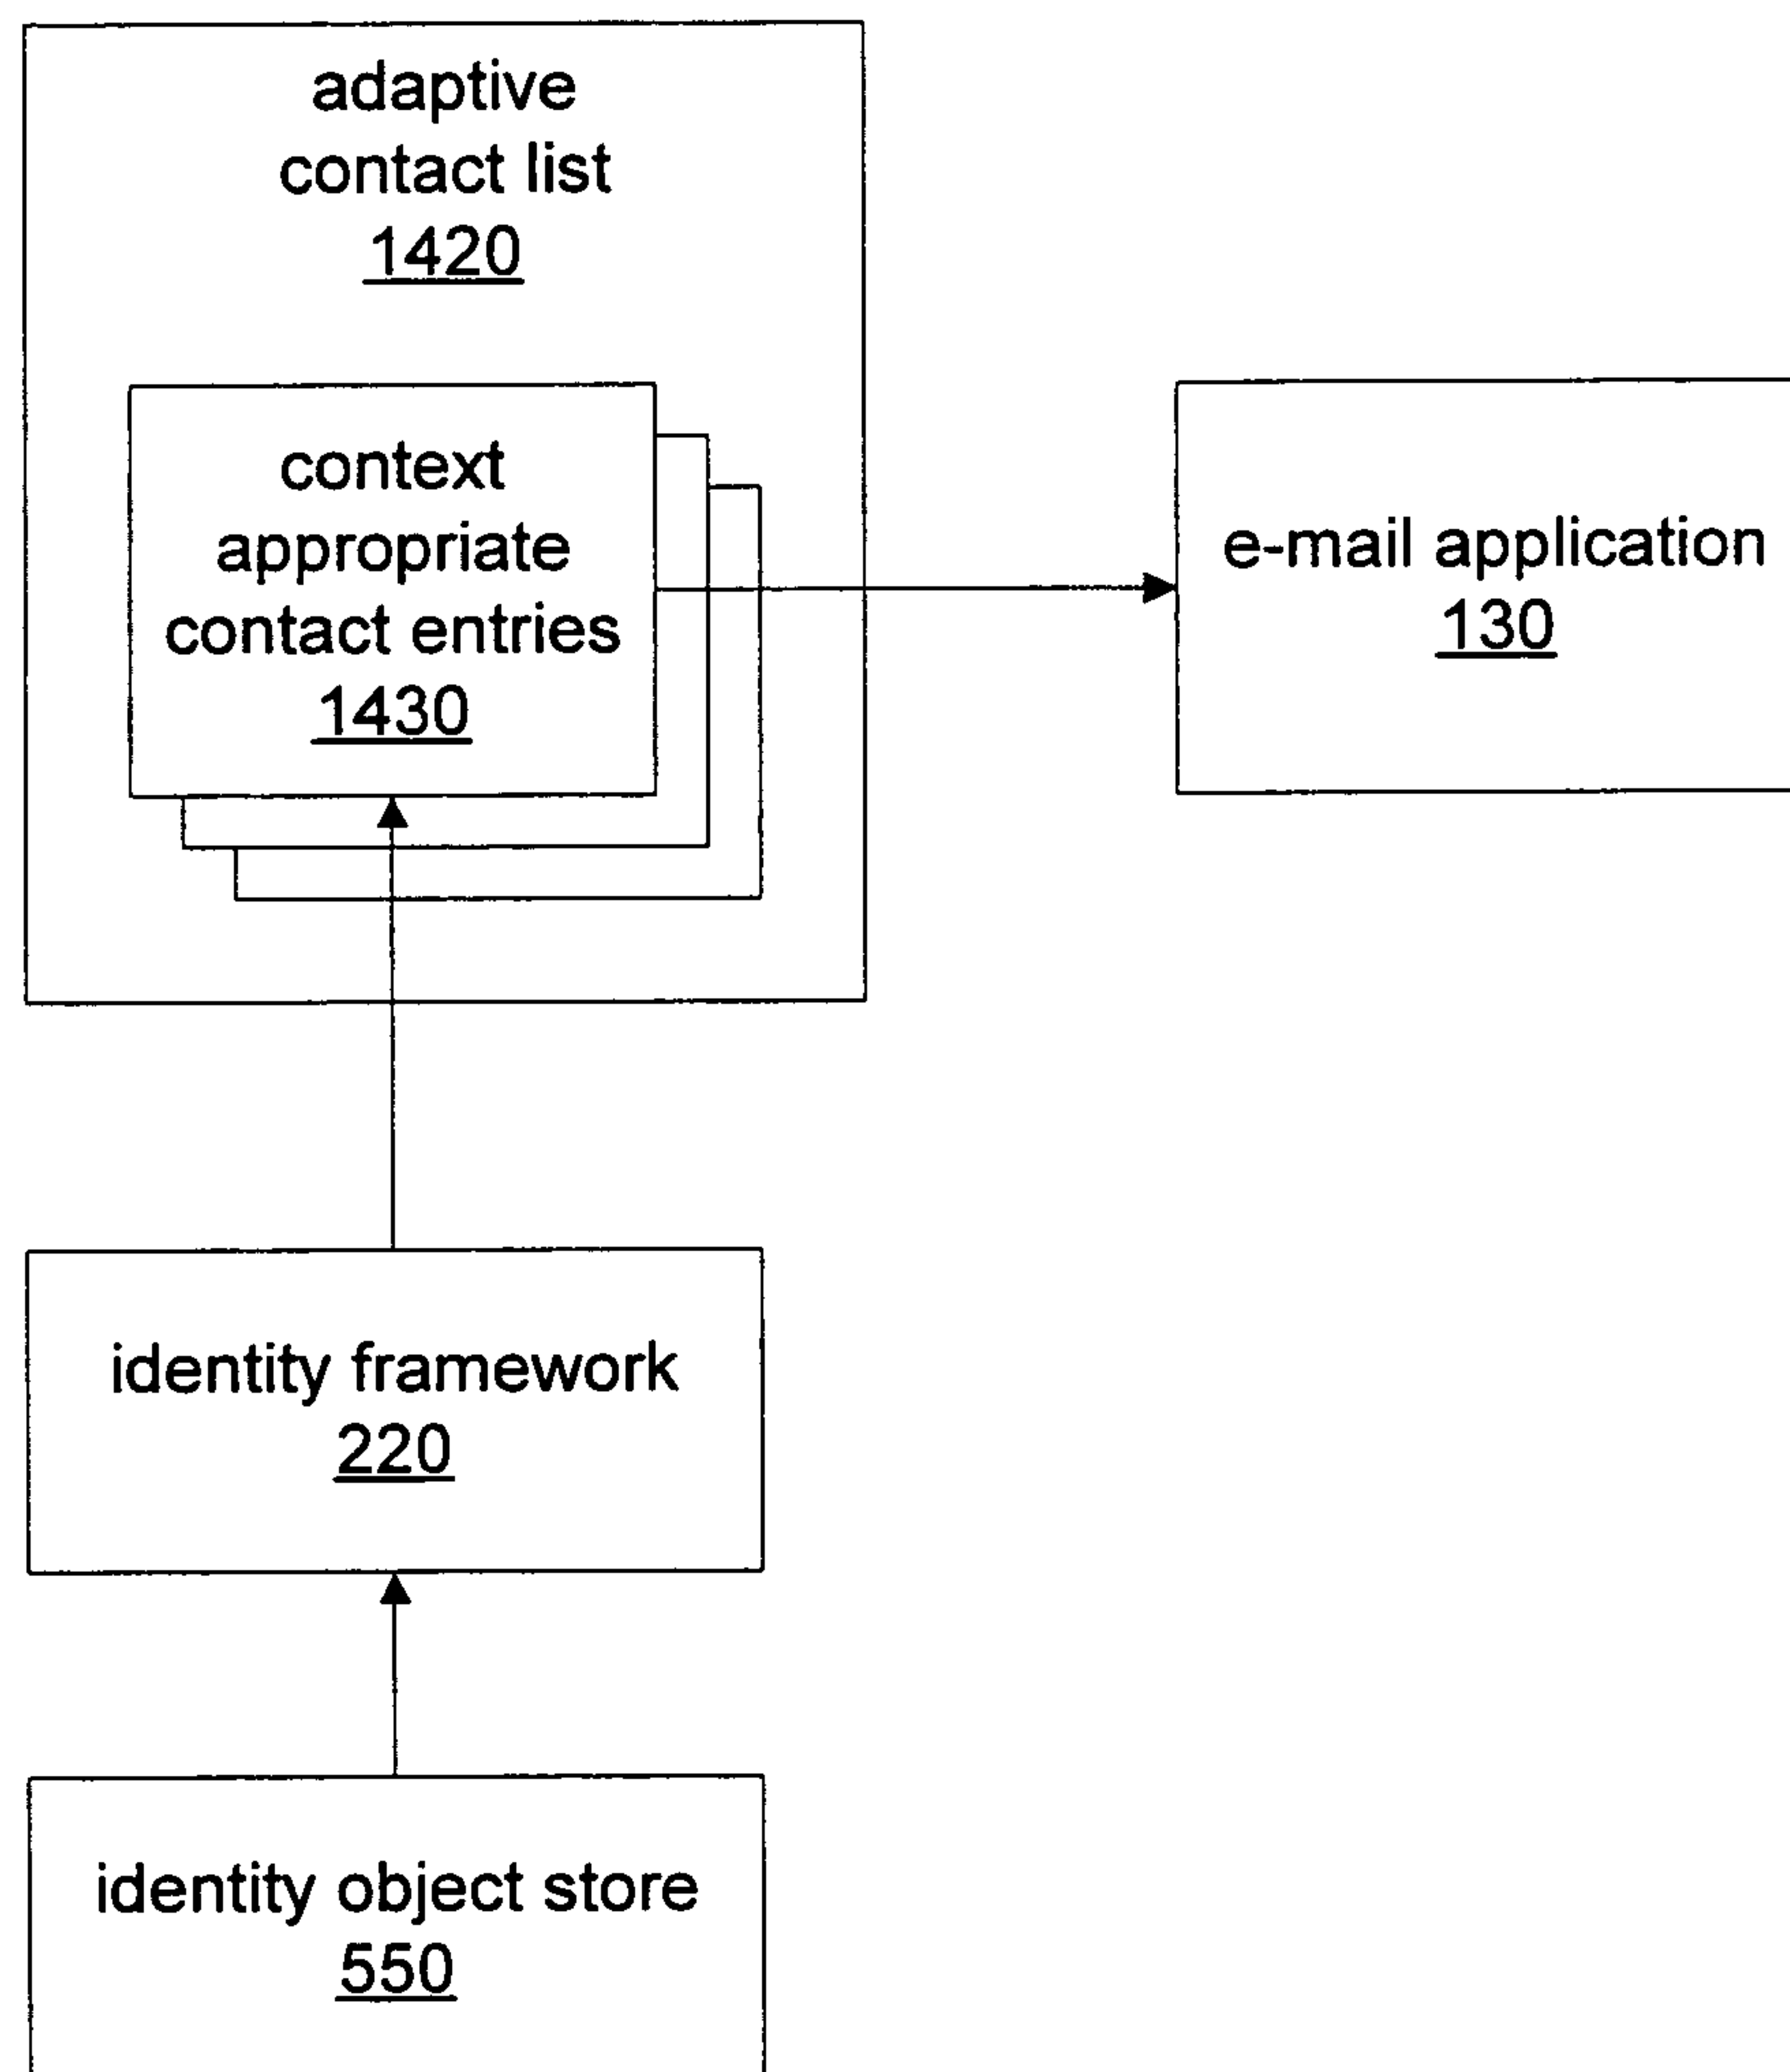 adaptive
contact list
1420
context
appropriate
contact entries
1430
e-mail application
130
identity framework
220
identity object store
550